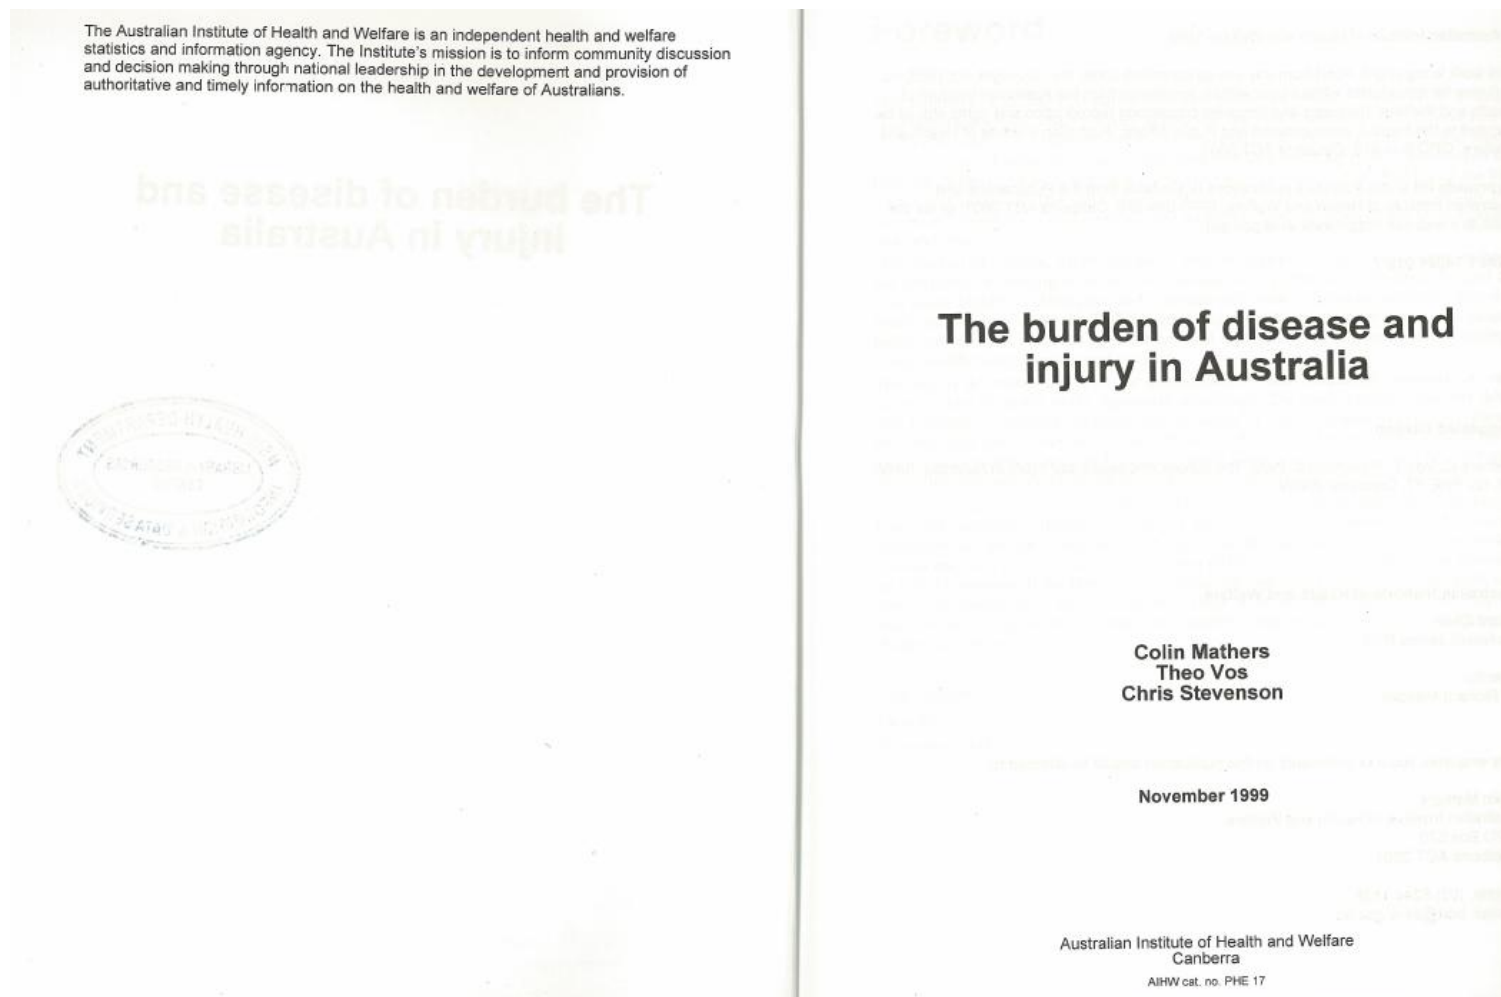 The Australian Institute of Health and Welfare is an independent health and welfare
statistics and information agency. The Institute's mission is to inform community discussion
and decision making through national leadership in the development and provision of
authoritative and timely information on the health and welfare of Australians.
The burden of disease and
injury in Australia
Colin Mathers
Theo Vos
Chris Stevenson
November 1999
Australian Institute of Health and Welfare
Canberra
AIHW cat. no. PHE 17